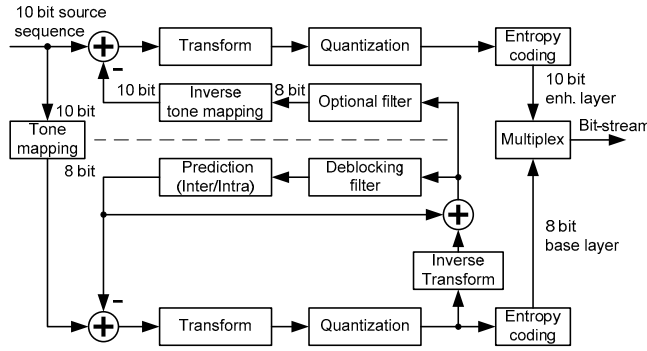 10 bit source
sequence
Transform
Quantization
Entropy
coding
-
10 bit
Inverse
tone mapping
8 bit
Optional filter
10 bit
enh. layer
10 bit
Tone
mapping
8 bit
Multiplex
Bit-stream
Prediction
(Inter/Intra)
Deblocking
filter
+
8 bit
base layer
Inverse
Transform
-
+
Transform
Quantization
Entropy
coding